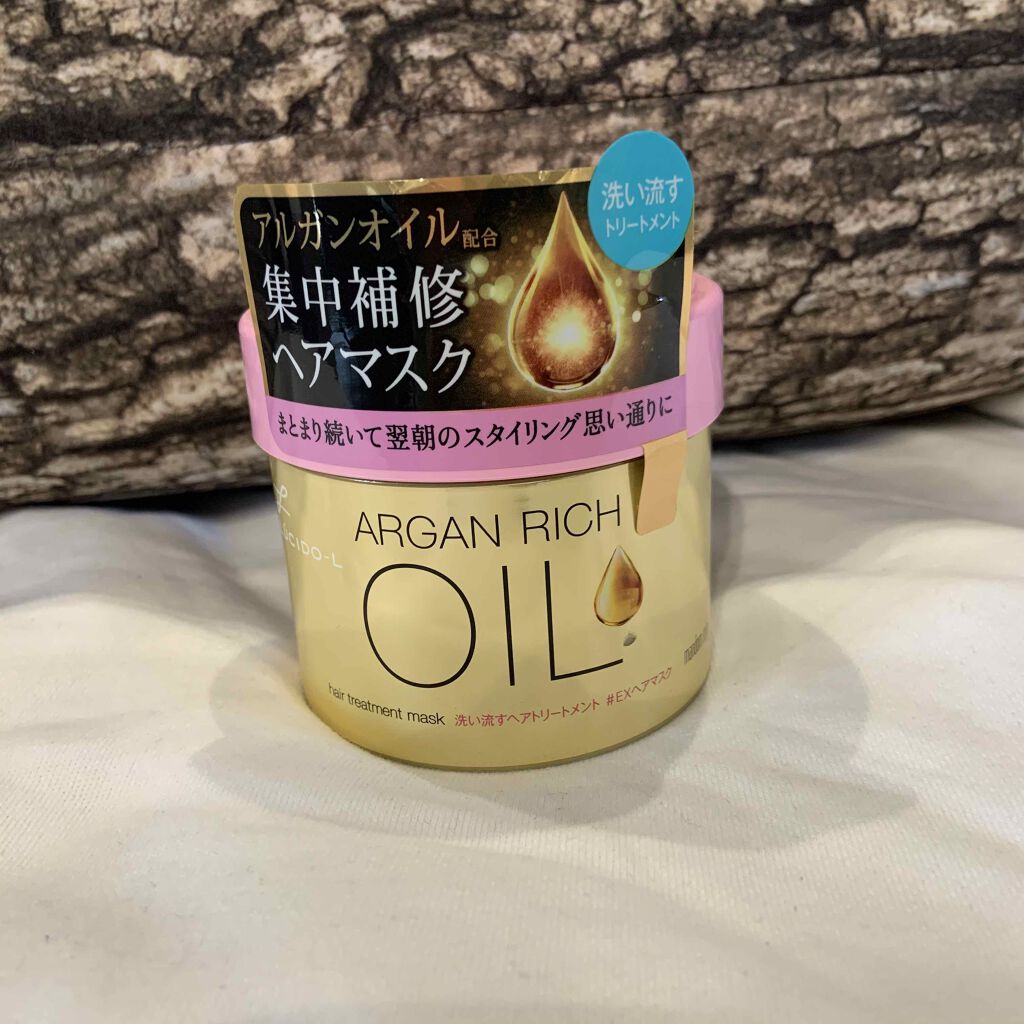 洗い流す
トリートメント
アルガンオイル配合
集中補修
ヘアマスク
まとまり続いて翌朝のスタイリング思い通りに
ARGAN RICH
OIL
hair treatment mask 洗い流すヘアトリートメント #EXヘアマスク